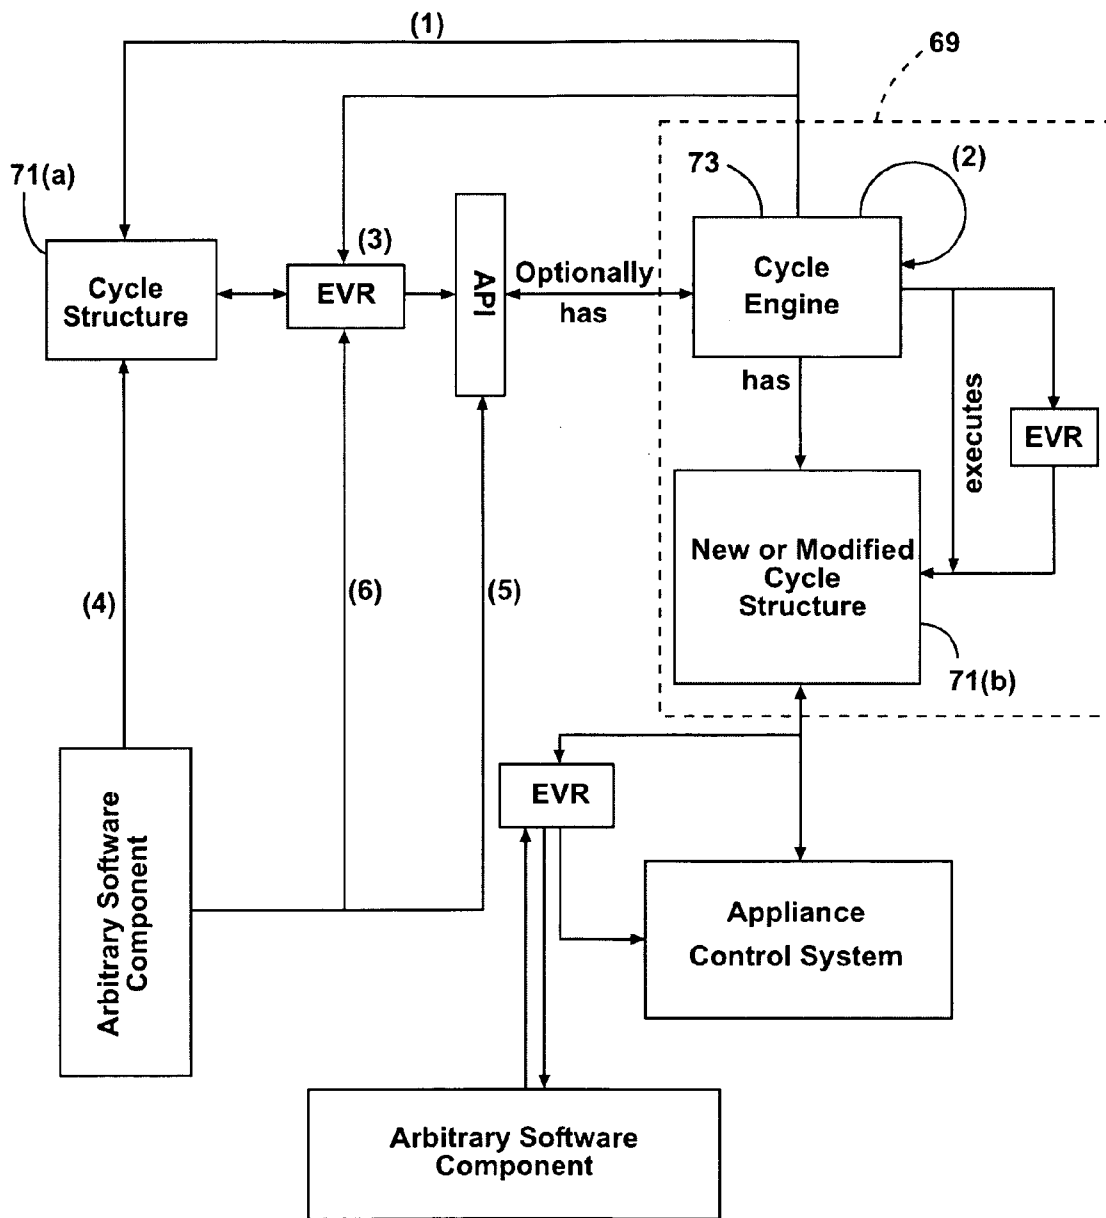 (1)
69
71(a)
73
(2)
(3)
Cycle
Structure
EVR
API
Optionally
has
Cycle
Engine
has
executes
EVR
New or Modified
Cycle
Structure
(4)
(6)
(5)
71(b)
EVR
Arbitrary Software
Component
Appliance
Control System
Arbitrary Software
Component